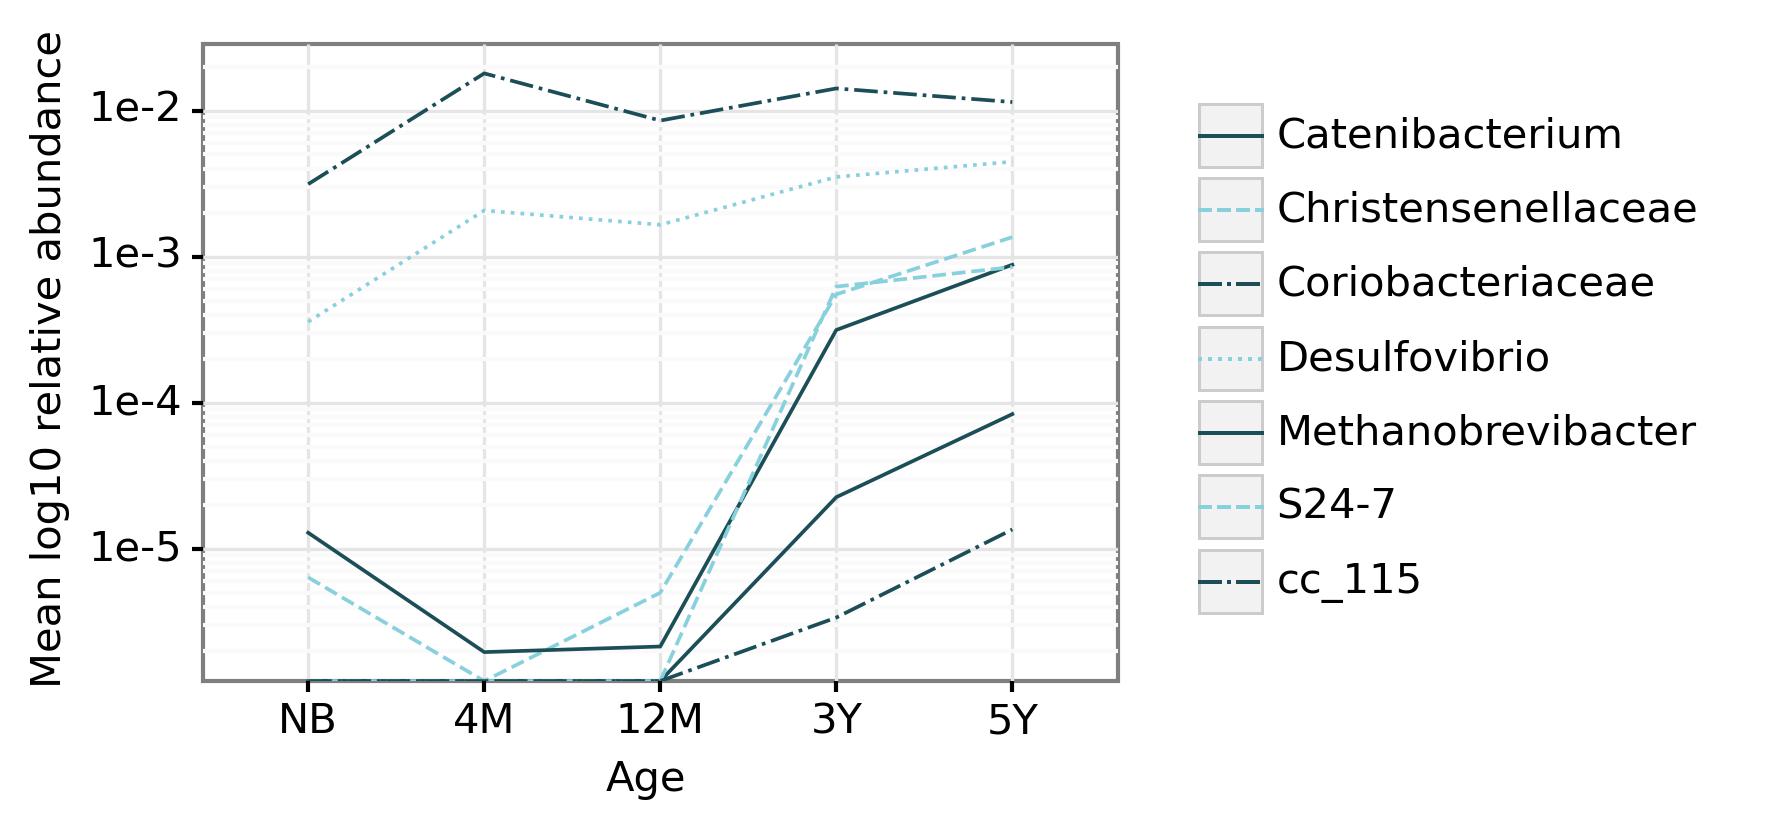 Mean log10 relative abundance
1e-2
1e-3
1e-4
1e-5
NB 4M 12M 3Y 5Y
Age
Catenibacterium
Christensenellaceae
Coriobacteriaceae
Desulfovibrio
Methanobrevibacter
S24-7
cc_115